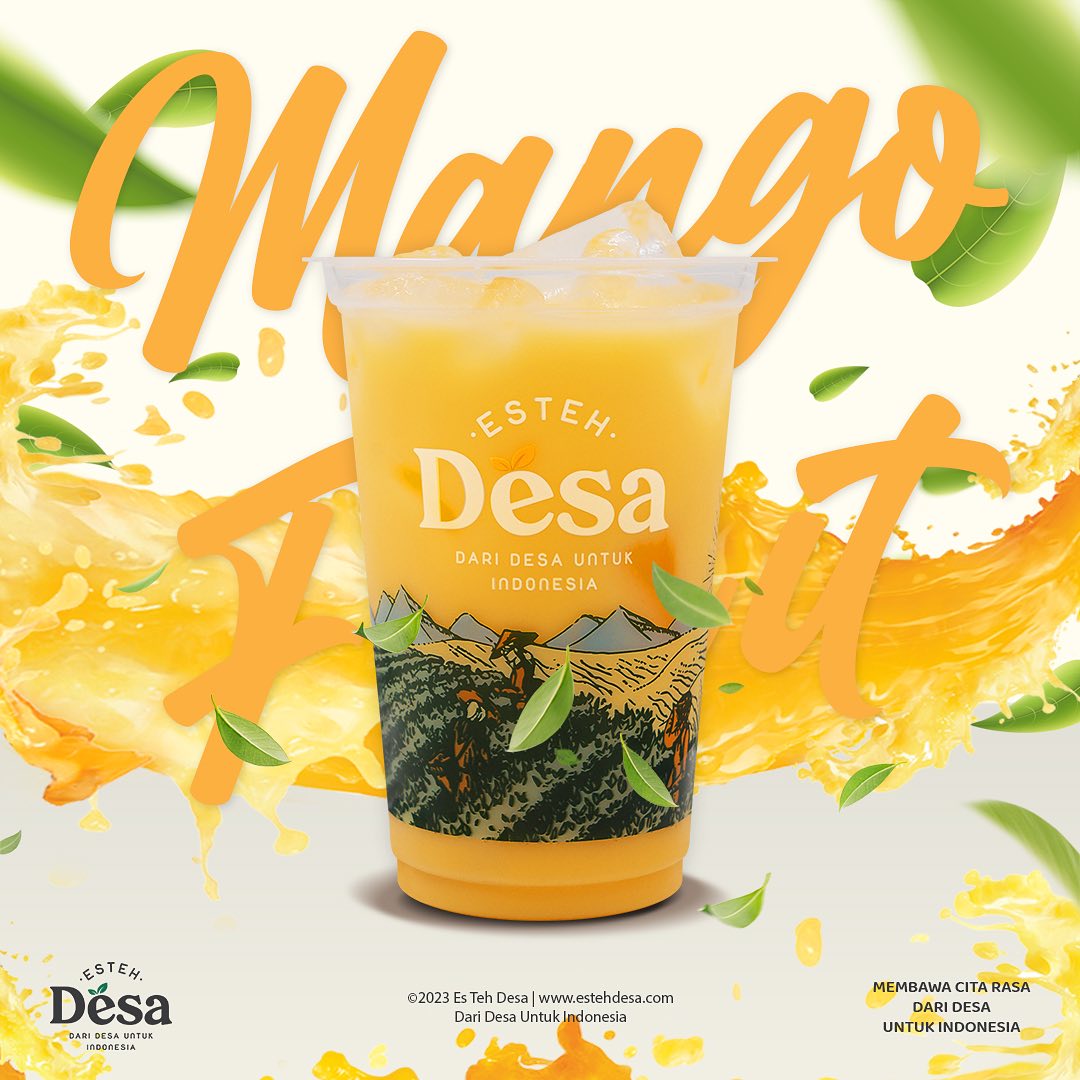 Mango
·ESTEH·
Desa
DARI DESA UNTUK
INDONESIA
·ESTEH·
Desa
DARI DESA UNTUK
INDONESIA
©2023 Es Teh Desa | www.estehdesa.com
Dari Desa Untuk Indonesia
MEMBAWA CITA RASA
DARI DESA
UNTUK INDONESIA